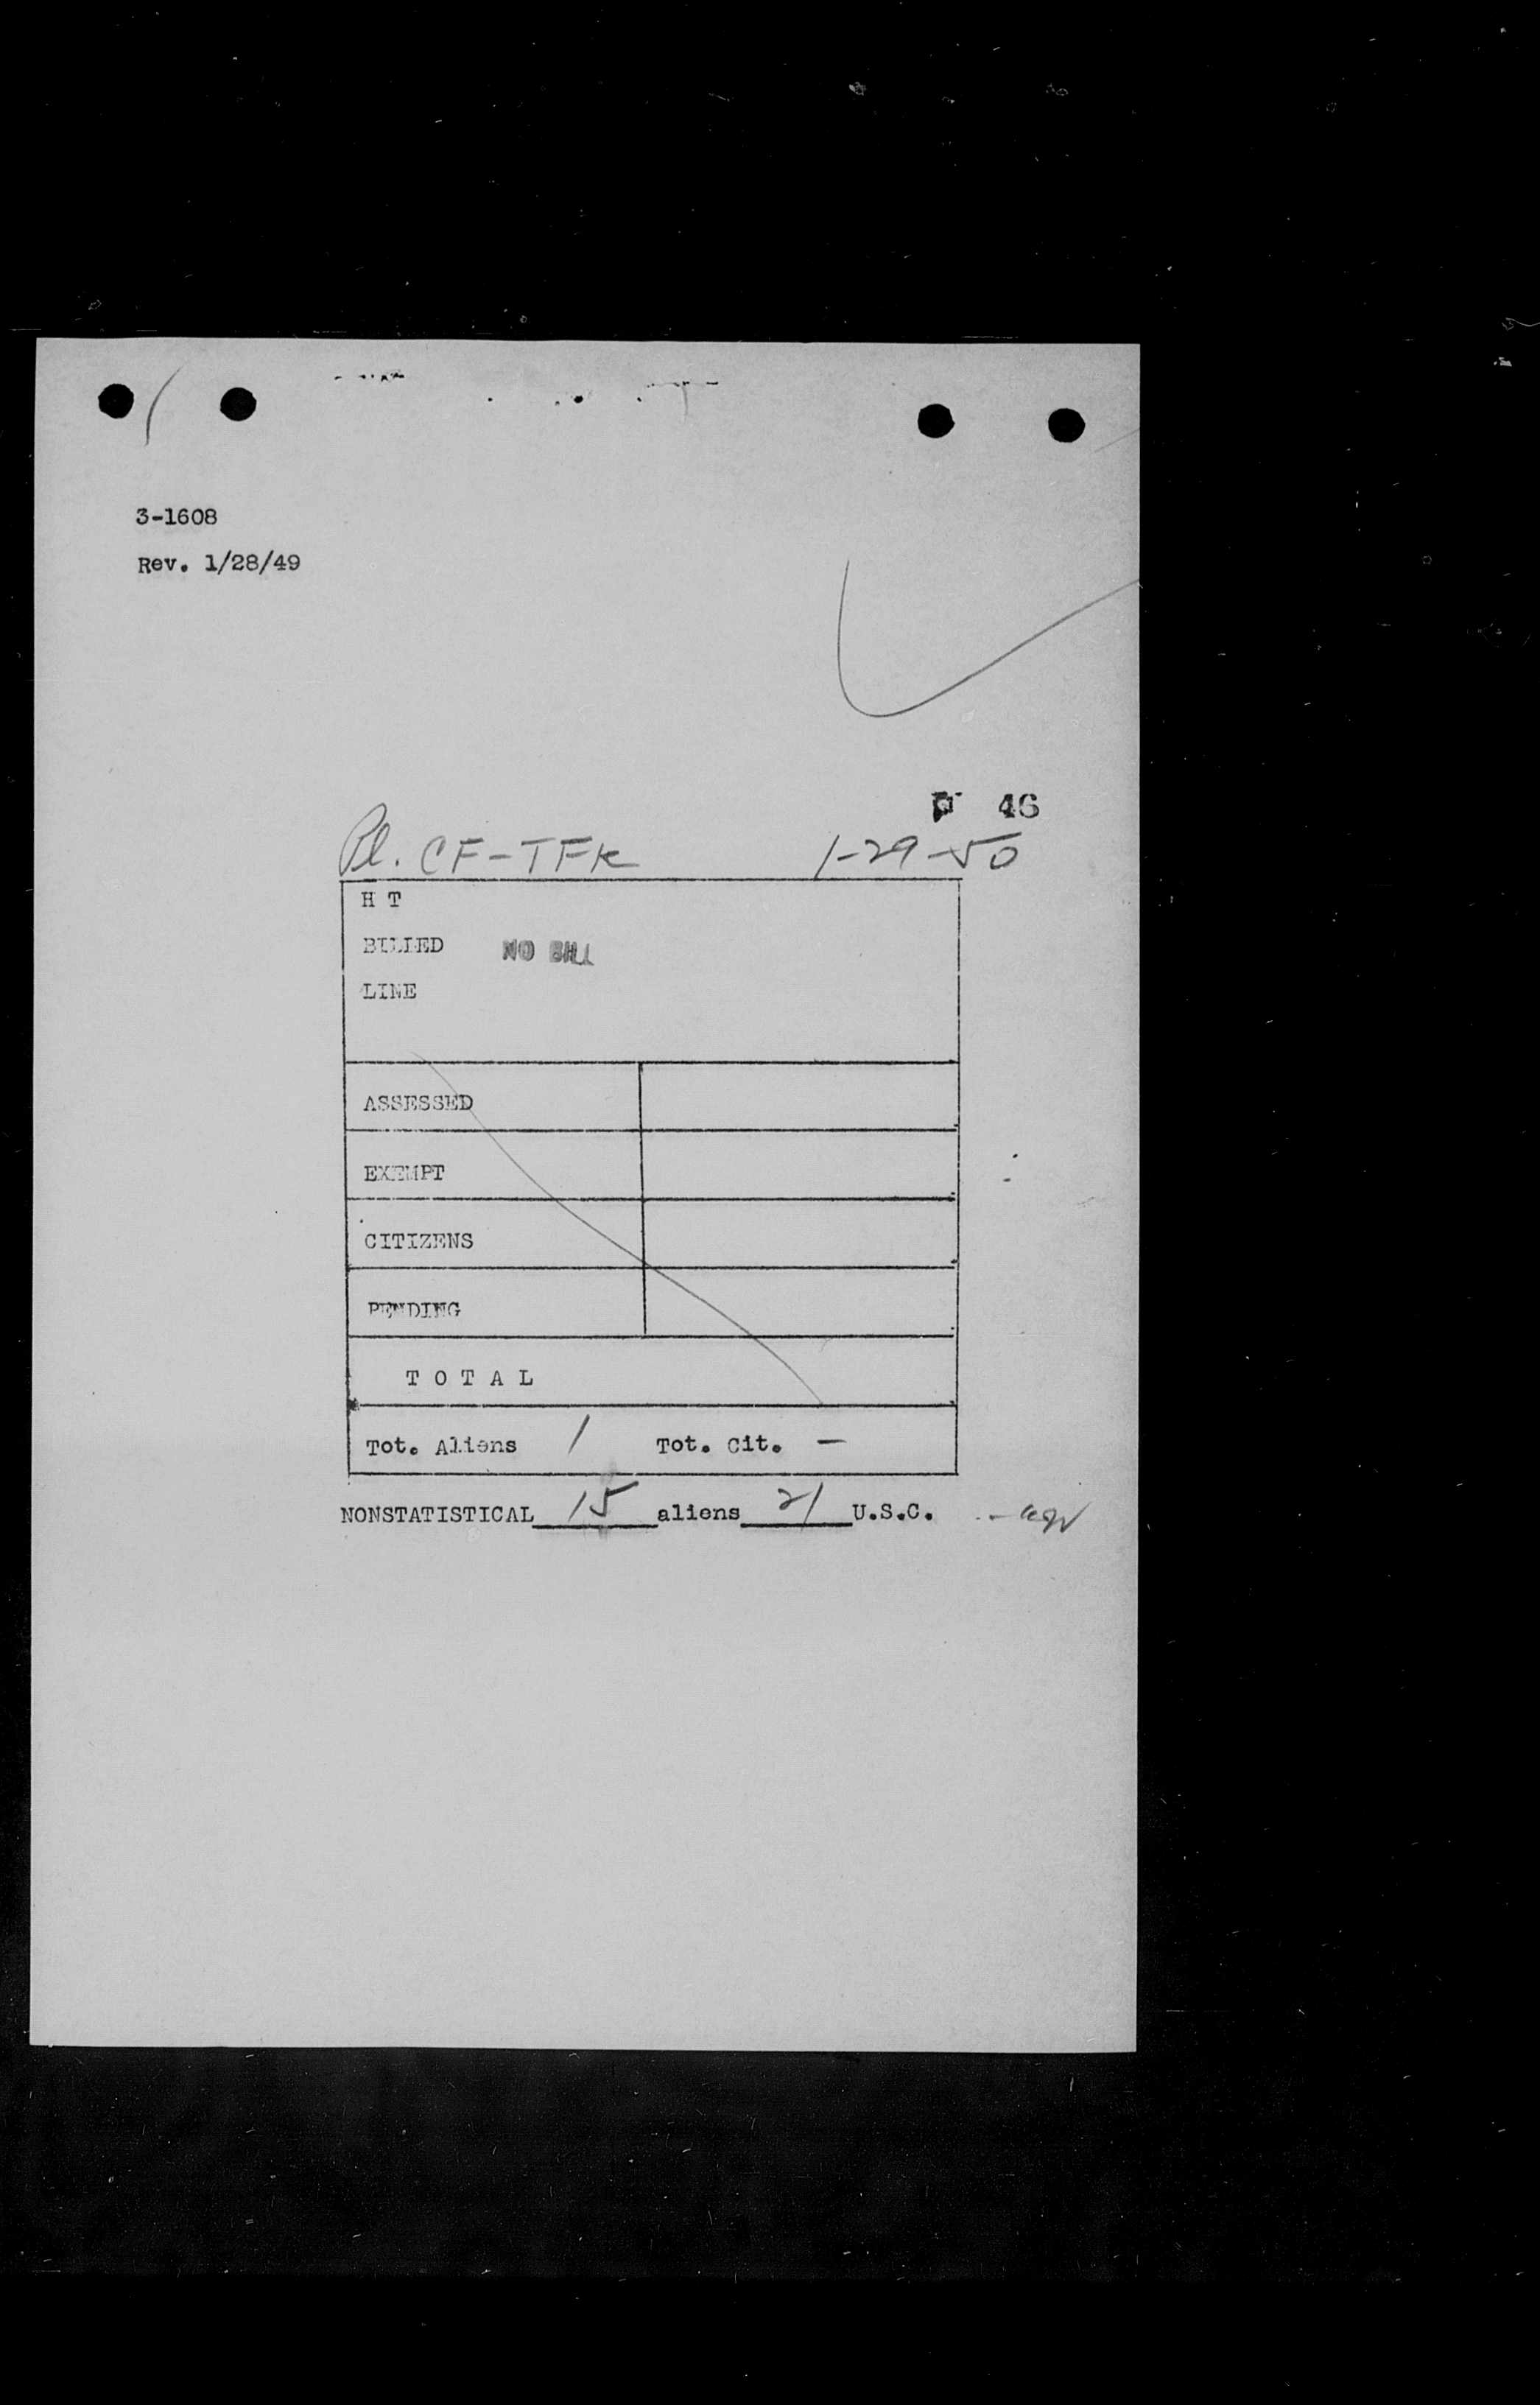 3-1608
Rev. 1/28/49
46
Pl. CF-TFK 1-29-50
H T
BILLED NO BILL
LINE
ASSESSED
EXEMPT
CITIZENS
PENDING
T O T A L
Tot. Aliens 1 Tot. Cit. -
NONSTATISTICAL 15 aliens 21 U.S.C.